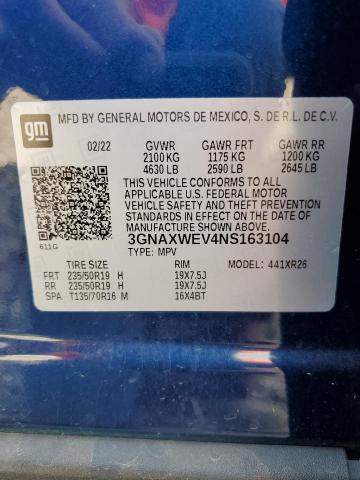 gm
MFD BY GENERAL MOTORS DE MEXICO, S. DE R.L. DE C.V.
02/22 GVWR GAWR FRT GAWR RR
2100 KG 1175 KG 1200 KG
4630 LB 2590 LB 2645 LB
THIS VEHICLE CONFORMS TO ALL
APPLICABLE U.S. FEDERAL MOTOR
VEHICLE SAFETY AND THEFT PREVENTION
STANDARDS IN EFFECT ON THE DATE OF
MANUFACTURE SHOWN ABOVE.
611G
3GNAXWEV4NS163104
TYPE: MPV
TIRE SIZE RIM MODEL: 441XR26
FRT 235/50R19 H 19X7.5J
RR 235/50R19 H 19X7.5J
SPA T135/70R16 M 16X4BT